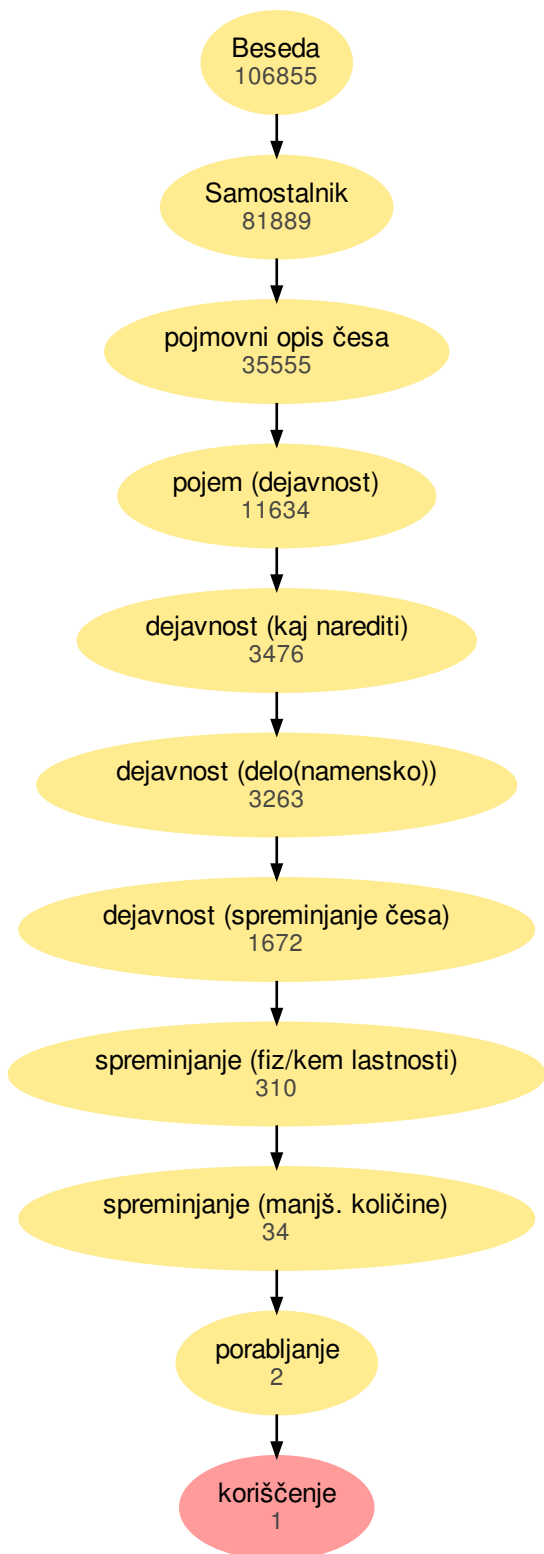 Beseda
106855
Samostalnik
81889
pojmovni opis česa
35555
pojem (dejavnost)
11634
dejavnost (kaj narediti)
3476
dejavnost (delo(namensko))
3263
dejavnost (spreminjanje česa)
1672
spreminjanje (fiz/kem lastnosti)
310
spreminjanje (manjš. količine)
34
porabljanje
2
koriščenje
1